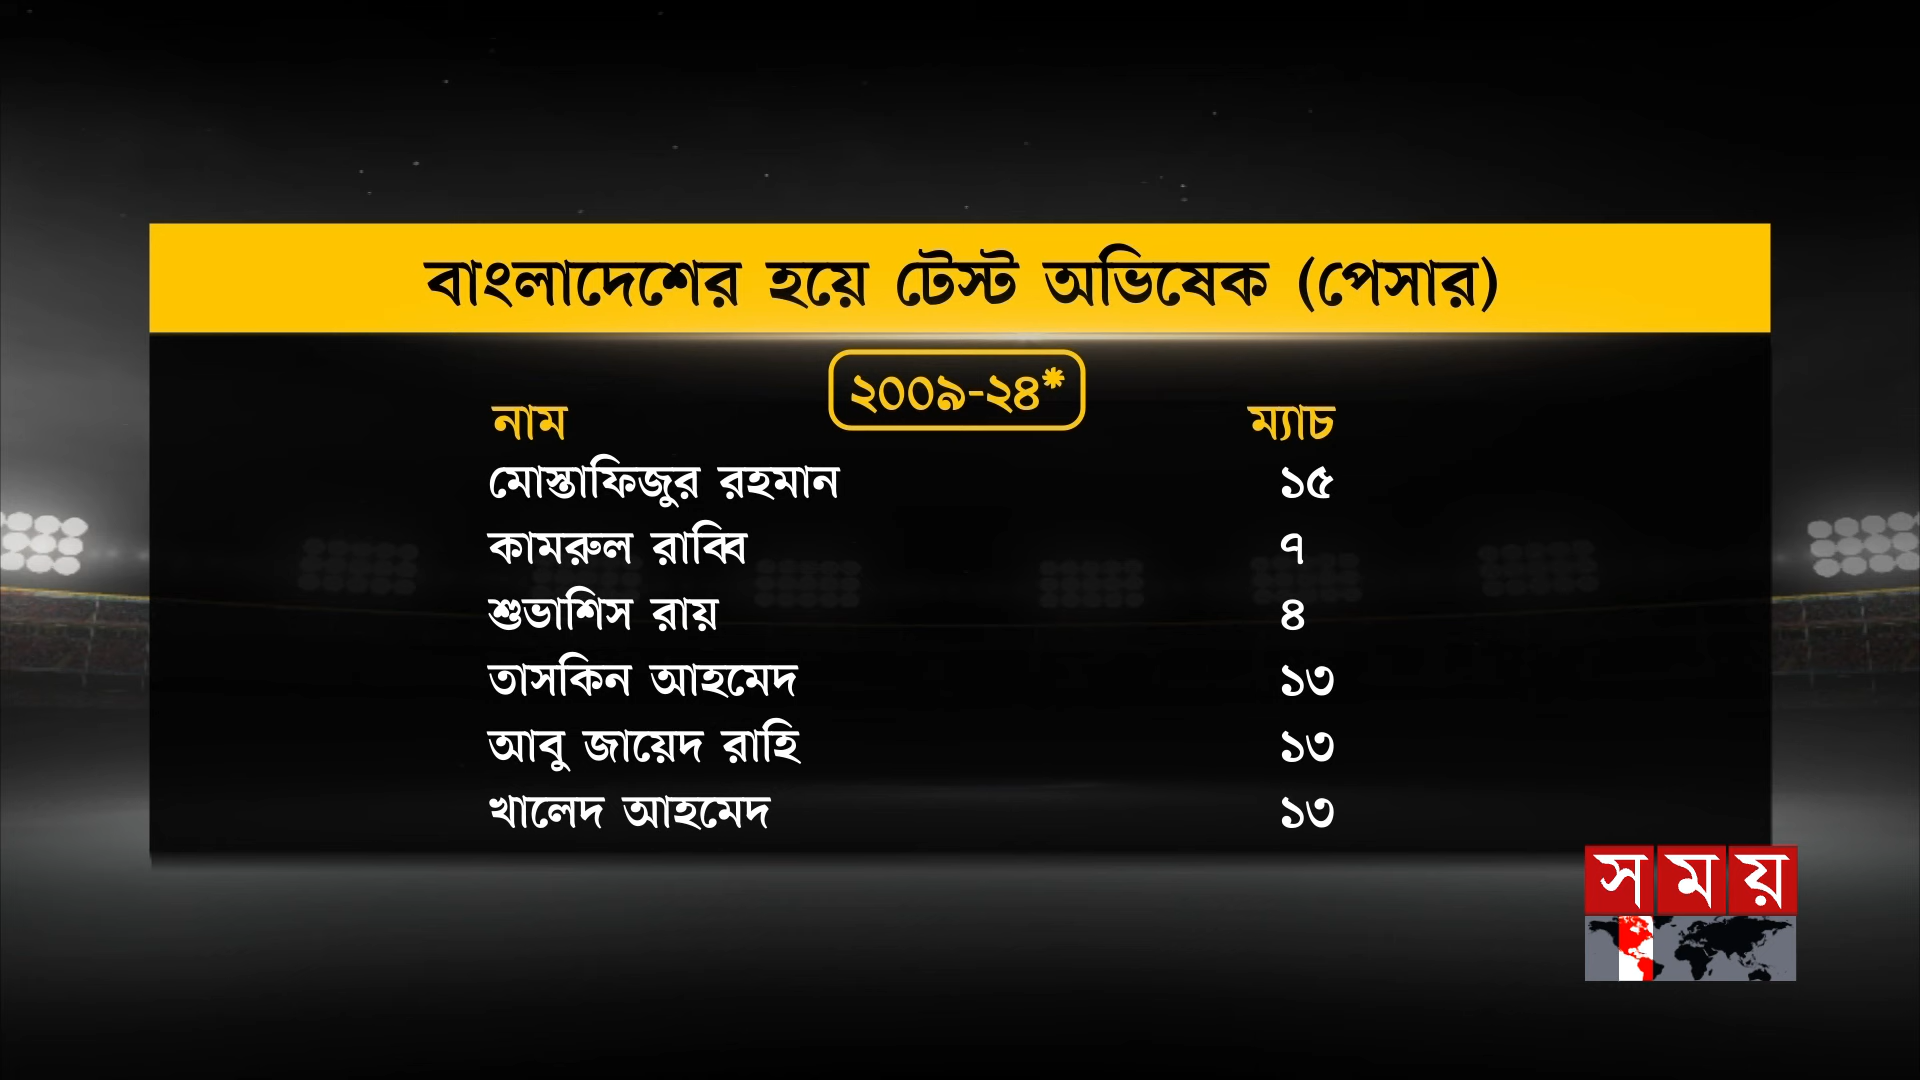 বাংলাদেশের হয়ে টেস্ট অভিষেক (পেসার)
২০০৯-২৪*
নাম ম্যাচ
মোস্তাফিজুর রহমান ১৫
কামরুল রাব্বি ৭
শুভাশিস রায় ৪
তাসকিন আহমেদ ১৩
আবু জায়েদ রাহি ১৩
খালেদ আহমেদ ১৩
সময়